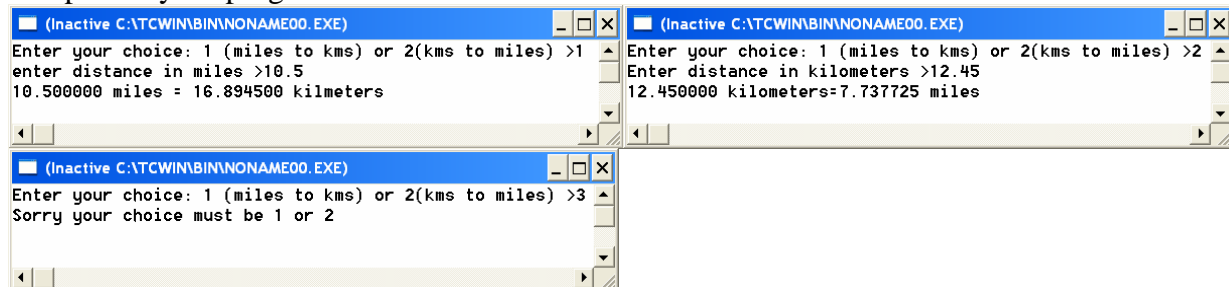 (Inactive C:\TCWIN\BIN\NONAME00.EXE)
Enter your choice: 1 (miles to kms) or 2(kms to miles) >1
enter distance in miles >10.5
10.500000 miles = 16.894500 kilmeters
(Inactive C:\TCWIN\BIN\NONAME00.EXE)
Enter your choice: 1 (miles to kms) or 2(kms to miles) >2
Enter distance in kilometers >12.45
12.450000 kilometers=7.737725 miles
(Inactive C:\TCWIN\BIN\NONAME00.EXE)
Enter your choice: 1 (miles to kms) or 2(kms to miles) >3
Sorry your choice must be 1 or 2